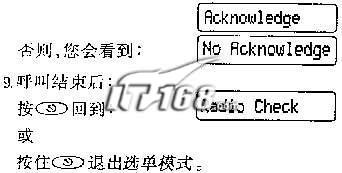 Acknowledge
否则,您会看到: No Acknowledge
9.呼叫结束后:
按 回到: Radio Check
IT168.com
或
按住 退出选单模式。